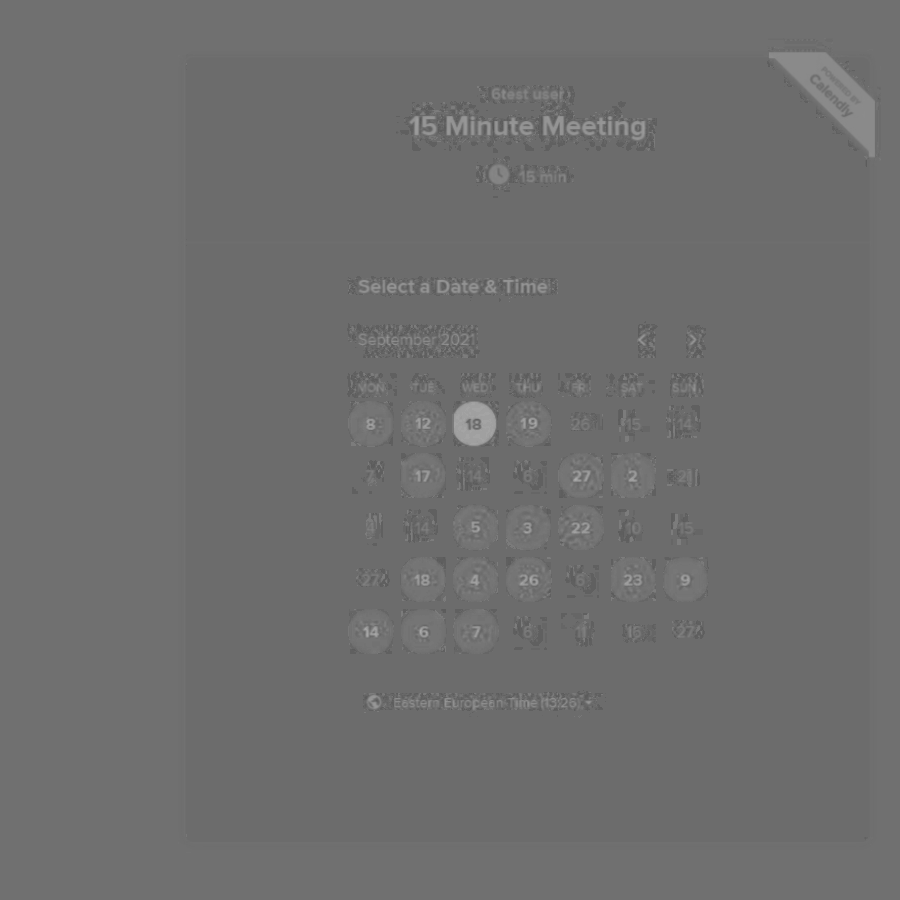 POWERED BY
Calendly
6test user
15 Minute Meeting
15 min
Select a Date & Time
September 2021
MON TUE WED THU FRI SAT SUN
8 12 18 19 26 15 14
7 17 14 6 27 2 21
4 14 5 3 22 10 15
27 18 4 26 6 23 9
14 6 7 6 11 15 27
Eastern European Time (13:26)